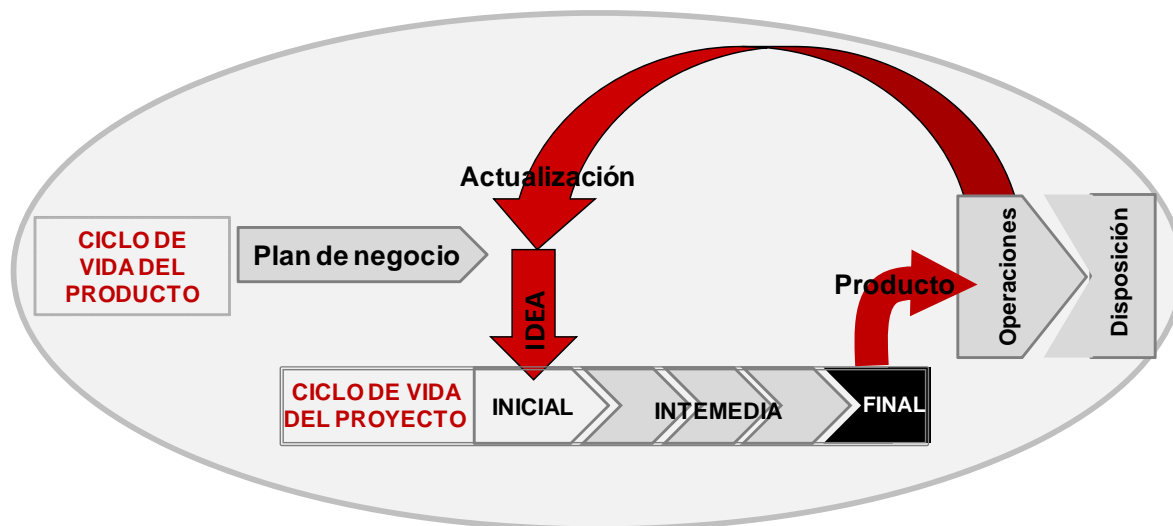 Actualización
CICLO DE
VIDA DEL
PRODUCTO
Plan de negocio
IDEA
Producto
Operaciones
Disposición
CICLO DE VIDA
DEL PROYECTO
INICIAL
INTEMEDIA
FINAL